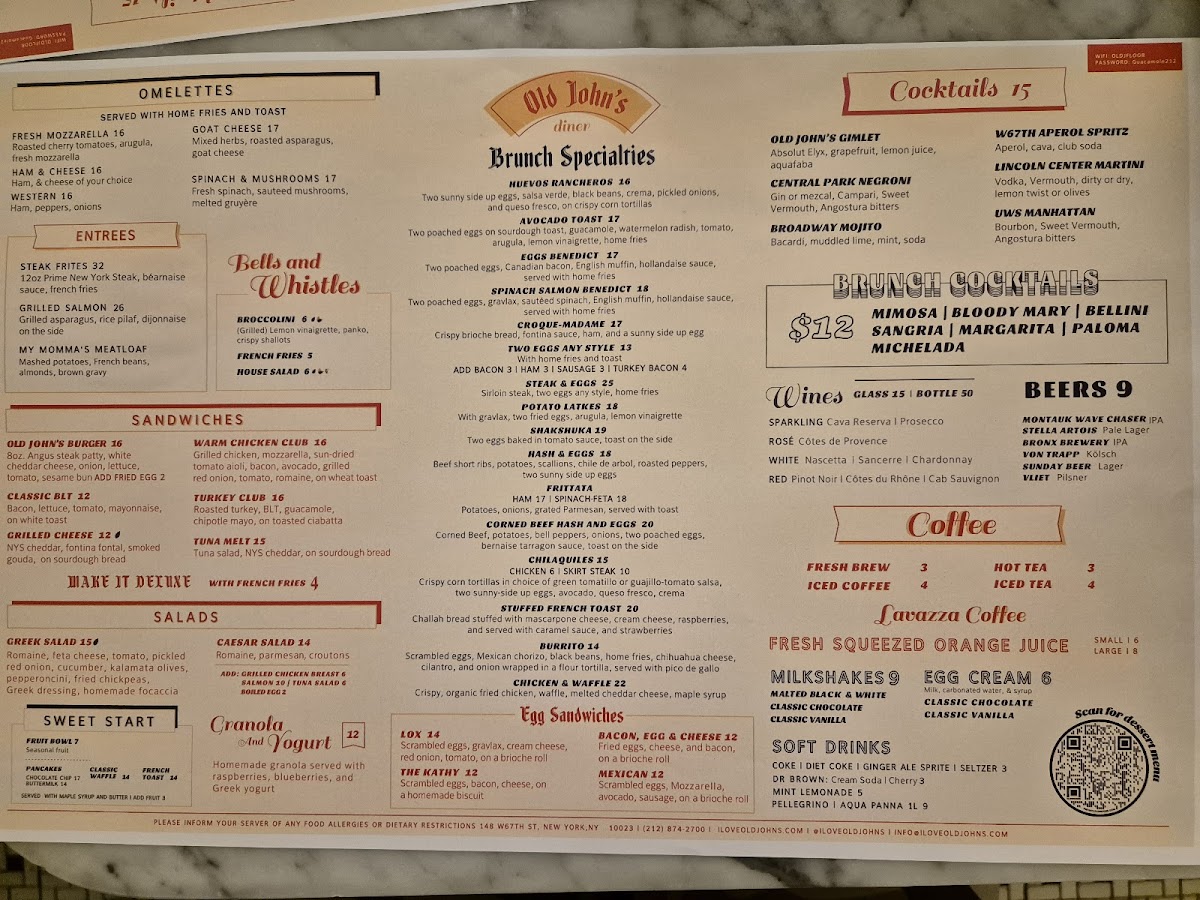 WIFI: OLDJFLOOR
PASSWORD: Guacamole212
OMELETTES
SERVED WITH HOME FRIES AND TOAST
FRESH MOZZARELLA 16
Roasted cherry tomatoes, arugula,
fresh mozzarella
HAM & CHEESE 16
Ham, & cheese of your choice
WESTERN 16
Ham, peppers, onions
GOAT CHEESE 17
Mixed herbs, roasted asparagus,
goat cheese
SPINACH & MUSHROOMS 17
Fresh spinach, sauteed mushrooms,
melted gruyère
ENTREES
STEAK FRITES 32
12oz Prime New York Steak, béarnaise
sauce, french fries
GRILLED SALMON 26
Grilled asparagus, rice pilaf, dijonnaise
on the side
MY MOMMA'S MEATLOAF
Mashed potatoes, French beans,
almonds, brown gravy
Bells and
Whistles
BROCCOLINI 6
(Grilled) Lemon vinaigrette, panko,
crispy shallots
FRENCH FRIES 5
HOUSE SALAD 6
SANDWICHES
OLD JOHN'S BURGER 16
8oz. Angus steak patty, white
cheddar cheese, onion, lettuce,
tomato, sesame bun ADD FRIED EGG 2
CLASSIC BLT 12
Bacon, lettuce, tomato, mayonnaise,
on white toast
GRILLED CHEESE 12
NYS cheddar, fontina fontal, smoked
gouda, on sourdough bread
WARM CHICKEN CLUB 16
Grilled chicken, mozzarella, sun-dried
tomato aioli, bacon, avocado, grilled
red onion, tomato, romaine, on wheat toast
TURKEY CLUB 16
Roasted turkey, BLT, guacamole,
chipotle mayo, on toasted ciabatta
TUNA MELT 15
Tuna salad, NYS cheddar, on sourdough bread
MAKE IT DELUXE WITH FRENCH FRIES 4
SALADS
GREEK SALAD 15
Romaine, feta cheese, tomato, pickled
red onion, cucumber, kalamata olives,
pepperoncini, fried chickpeas,
Greek dressing, homemade focaccia
CAESAR SALAD 14
Romaine, parmesan, croutons
ADD: GRILLED CHICKEN BREAST 6
SALMON 10 | TUNA SALAD 6
BOILED EGG 2
SWEET START
FRUIT BOWL 7
Seasonal fruit
PANCAKES
CHOCOLATE CHIP 17
BUTTERMILK 14
CLASSIC
WAFFLE 14
FRENCH
TOAST 14
SERVED WITH MAPLE SYRUP AND BUTTER | ADD FRUIT 3
Granola
And Yogurt
12
Homemade granola served with
raspberries, blueberries, and
Greek yogurt
Old John's
diner
Brunch Specialties
HUEVOS RANCHEROS 16
Two sunny side up eggs, salsa verde, black beans, crema, pickled onions,
and queso fresco, on crispy corn tortillas
AVOCADO TOAST 17
Two poached eggs on sourdough toast, guacamole, watermelon radish, tomato,
arugula, lemon vinaigrette, home fries
EGGS BENEDICT 17
Two poached eggs, Canadian bacon, English muffin, hollandaise sauce,
served with home fries
SPINACH SALMON BENEDICT 18
Two poached eggs, gravlax, sautéed spinach, English muffin, hollandaise sauce,
served with home fries
CROQUE-MADAME 17
Crispy brioche bread, fontina sauce, ham, and a sunny side up egg
TWO EGGS ANY STYLE 13
With home fries and toast
ADD BACON 3 | HAM 3 | SAUSAGE 3 | TURKEY BACON 4
STEAK & EGGS 25
Sirloin steak, two eggs any style, home fries
POTATO LATKES 18
With gravlax, two fried eggs, arugula, lemon vinaigrette
SHAKSHUKA 19
Two eggs baked in tomato sauce, toast on the side
HASH & EGGS 18
Beef short ribs, potatoes, scallions, chile de arbol, roasted peppers,
two sunny side up eggs
FRITTATA
HAM 17 | SPINACH-FETA 18
Potatoes, onions, grated Parmesan, served with toast
CORNED BEEF HASH AND EGGS 20
Corned Beef, potatoes, bell peppers, onions, two poached eggs,
bernaise tarragon sauce, toast on the side
CHILAQUILES 15
CHICKEN 6 | SKIRT STEAK 10
Crispy corn tortillas in choice of green tomatillo or guajillo-tomato salsa,
two sunny-side up eggs, avocado, queso fresco, crema
STUFFED FRENCH TOAST 20
Challah bread stuffed with mascarpone cheese, cream cheese, raspberries,
and served with caramel sauce, and strawberries
BURRITO 14
Scrambled eggs, Mexican chorizo, black beans, home fries, chihuahua cheese,
cilantro, and onion wrapped in a flour tortilla, served with pico de gallo
CHICKEN & WAFFLE 22
Crispy, organic fried chicken, waffle, melted cheddar cheese, maple syrup
Egg Sandwiches
LOX 14
Scrambled eggs, gravlax, cream cheese,
red onion, tomato, on a brioche roll
THE KATHY 12
Scrambled eggs, bacon, cheese, on
a homemade biscuit
BACON, EGG & CHEESE 12
Fried eggs, cheese, and bacon,
on a brioche roll
MEXICAN 12
Scrambled eggs, Mozzarella,
avocado, sausage, on a brioche roll
Cocktails 15
OLD JOHN'S GIMLET
Absolut Elyx, grapefruit, lemon juice,
aquafaba
CENTRAL PARK NEGRONI
Gin or mezcal, Campari, Sweet
Vermouth, Angostura bitters
BROADWAY MOJITO
Bacardi, muddled lime, mint, soda
W67TH APEROL SPRITZ
Aperol, cava, club soda
LINCOLN CENTER MARTINI
Vodka, Vermouth, dirty or dry,
lemon twist or olives
UWS MANHATTAN
Bourbon, Sweet Vermouth,
Angostura bitters
BRUNCH COCKTAILS
$12
MIMOSA | BLOODY MARY | BELLINI
SANGRIA | MARGARITA | PALOMA
MICHELADA
Wines GLASS 15 | BOTTLE 50
SPARKLING Cava Reserva | Prosecco
ROSÉ Côtes de Provence
WHITE Nascetta | Sancerre | Chardonnay
RED Pinot Noir | Côtes du Rhône | Cab Sauvignon
BEERS 9
MONTAUK WAVE CHASER IPA
STELLA ARTOIS Pale Lager
BRONX BREWERY IPA
VON TRAPP Kölsch
SUNDAY BEER Lager
VLIET Pilsner
Coffee
FRESH BREW 3
ICED COFFEE 4
HOT TEA 3
ICED TEA 4
Lavazza Coffee
FRESH SQUEEZED ORANGE JUICE
SMALL | 6
LARGE | 8
MILKSHAKES 9
MALTED BLACK & WHITE
CLASSIC CHOCOLATE
CLASSIC VANILLA
EGG CREAM 6
Milk, carbonated water, & syrup
CLASSIC CHOCOLATE
CLASSIC VANILLA
SOFT DRINKS
COKE | DIET COKE | GINGER ALE SPRITE | SELTZER 3
DR BROWN: Cream Soda | Cherry 3
MINT LEMONADE 5
PELLEGRINO | AQUA PANNA 1L 9
Scan for dessert menu
PLEASE INFORM YOUR SERVER OF ANY FOOD ALLERGIES OR DIETARY RESTRICTIONS 148 W67TH ST, NEW YORK,NY 10023 | (212) 874-2700 | ILOVEOLDJOHNS.COM | @ILOVEOLDJOHNS | INFO@ILOVEOLDJOHNS.COM